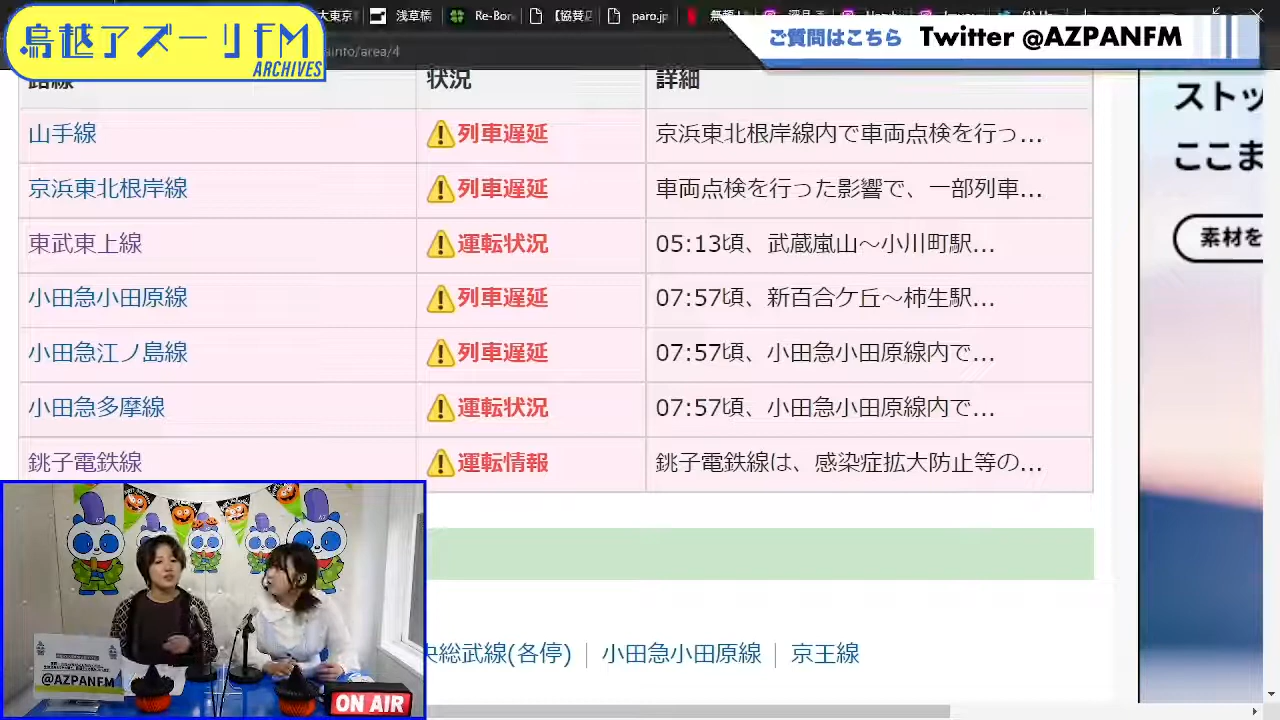 鳥越アズーリFM
ARCHIVES
ご質問はこちら Twitter @AZPANFM
大東京
浅草
paro.jp
info/area/4
路線 状況 詳細
山手線 列車遅延 京浜東北根岸線内で車両点検を行っ...
京浜東北根岸線 列車遅延 車両点検を行った影響で、一部列車...
東武東上線 運転状況 05:13頃、武蔵嵐山～小川町駅...
小田急小田原線 列車遅延 07:57頃、新百合ケ丘～柿生駅...
小田急江ノ島線 列車遅延 07:57頃、小田急小田原線内で...
小田急多摩線 運転状況 07:57頃、小田急小田原線内で...
銚子電鉄線 運転情報 銚子電鉄線は、感染症拡大防止等の...
央総武線(各停) | 小田急小田原線 | 京王線
ストッ
ここま
素材を
@AZPANFM
ON AIR